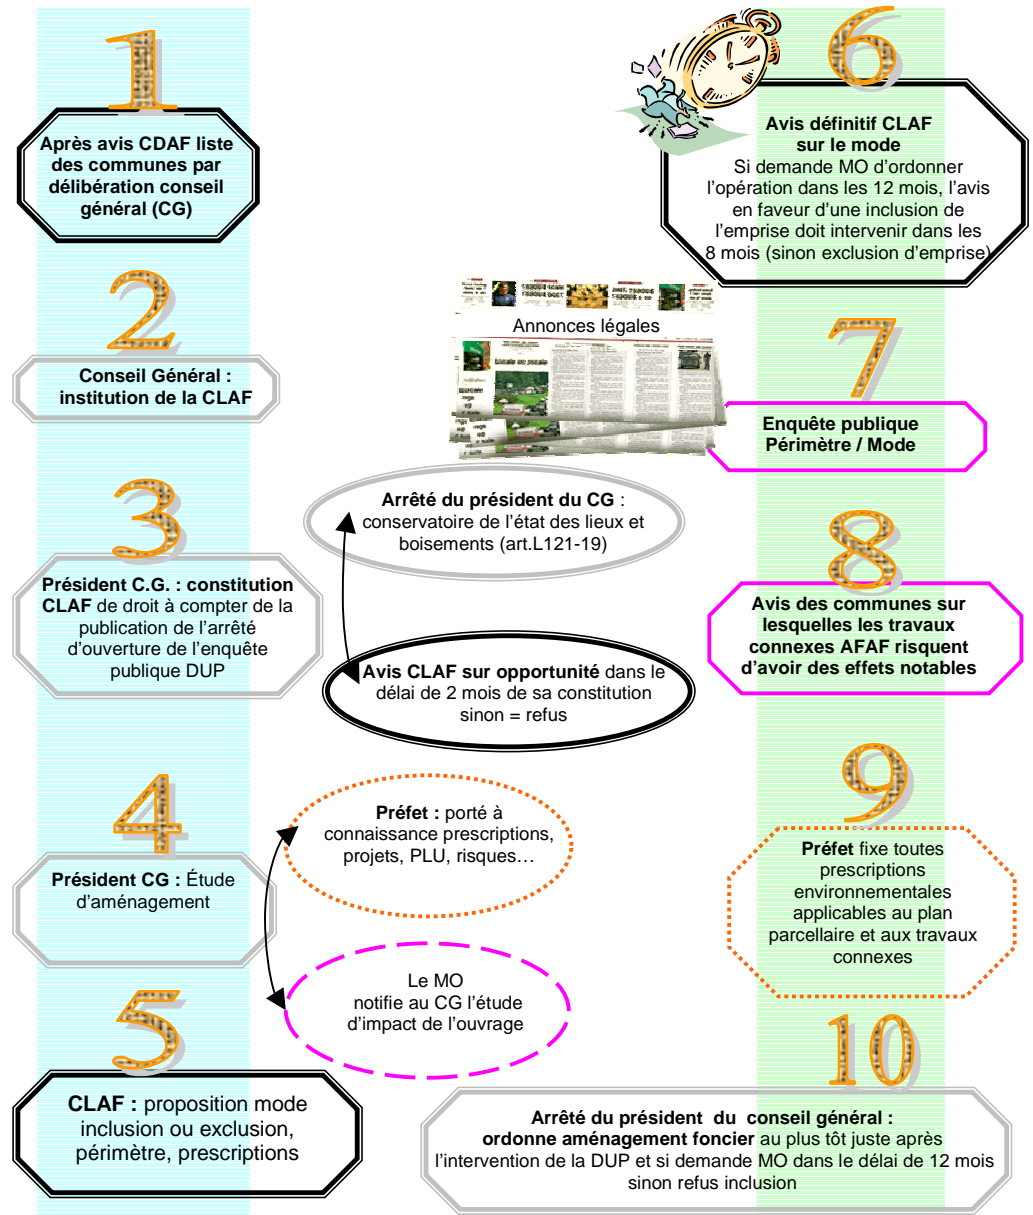 1
Après avis CDAF liste
des communes par
délibération conseil
général (CG)
2
Conseil Général :
institution de la CLAF
3
Président C.G. : constitution
CLAF de droit à compter de la
publication de l’arrêté
d’ouverture de l’enquête
publique DUP
Arrêté du président du CG :
conservatoire de l’état des lieux et
boisements (art.L121-19)
Avis CLAF sur opportunité dans le
délai de 2 mois de sa constitution
sinon = refus
4
Président CG : Étude
d’aménagement
Préfet : porté à
connaissance prescriptions,
projets, PLU, risques…
Le MO
notifie au CG l’étude
d’impact de l’ouvrage
5
CLAF : proposition mode
inclusion ou exclusion,
périmètre, prescriptions
6
Avis définitif CLAF
sur le mode
Si demande MO d’ordonner
l’opération dans les 12 mois, l’avis
en faveur d’une inclusion de
l’emprise doit intervenir dans les
8 mois (sinon exclusion d’emprise)
Annonces légales
7
Enquête publique
Périmètre / Mode
8
Avis des communes sur
lesquelles les travaux
connexes AFAF risquent
d’avoir des effets notables
9
Préfet fixe toutes
prescriptions
environnementales
applicables au plan
parcellaire et aux travaux
connexes
10
Arrêté du président du conseil général :
ordonne aménagement foncier au plus tôt juste après
l’intervention de la DUP et si demande MO dans le délai de 12 mois
sinon refus inclusion